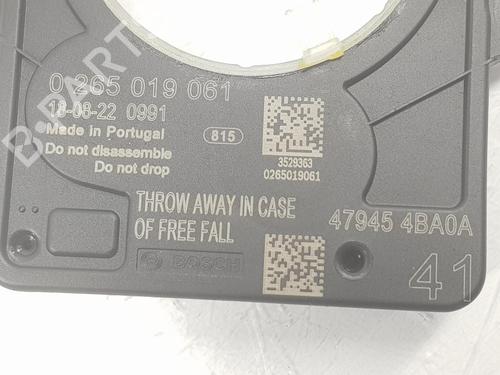 0 265 019 061
18-08-22 0991
Made in Portugal
815
Do not disassemble
Do not drop
3529363
0265019061
THROW AWAY IN CASE
OF FREE FALL
47945 4BA0A
BOSCH
41
B-PARTS